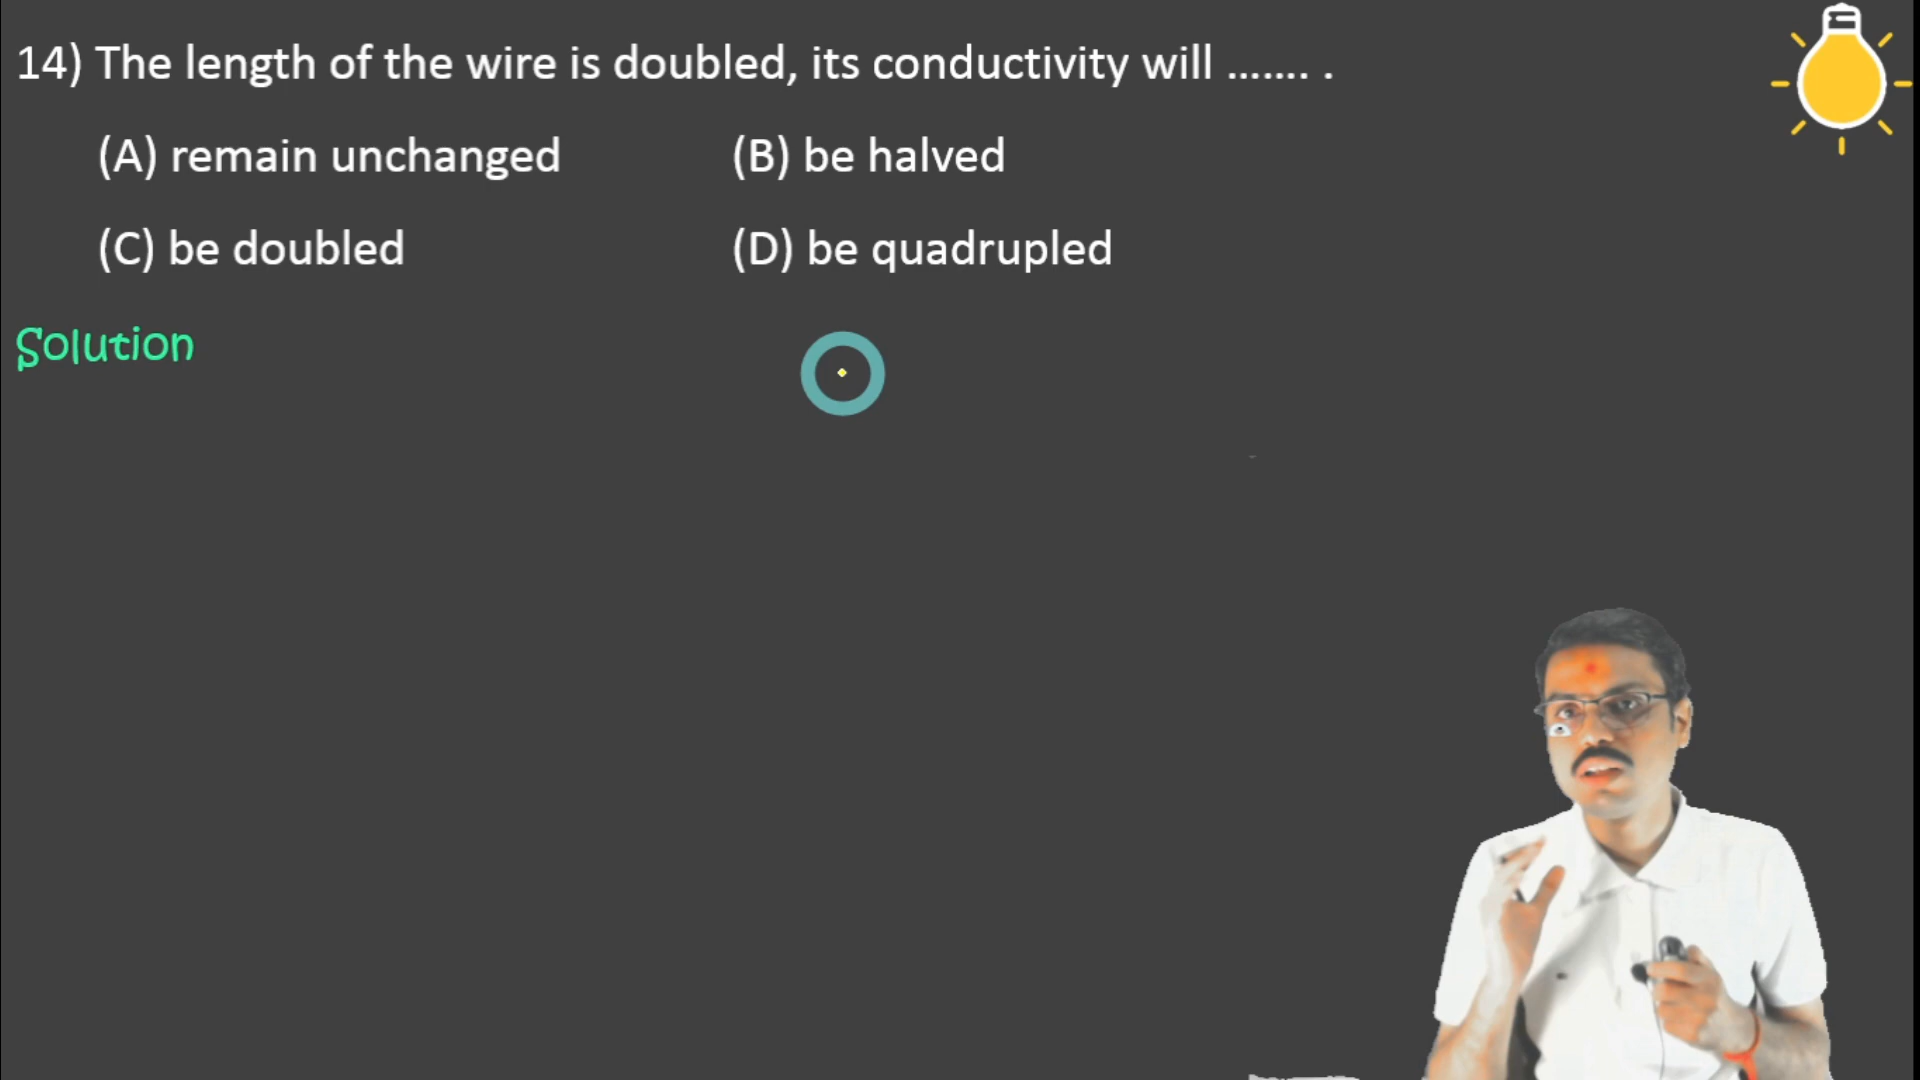 14) The length of the wire is doubled, its conductivity will ....... .
(A) remain unchanged (B) be halved
(C) be doubled (D) be quadrupled
Solution